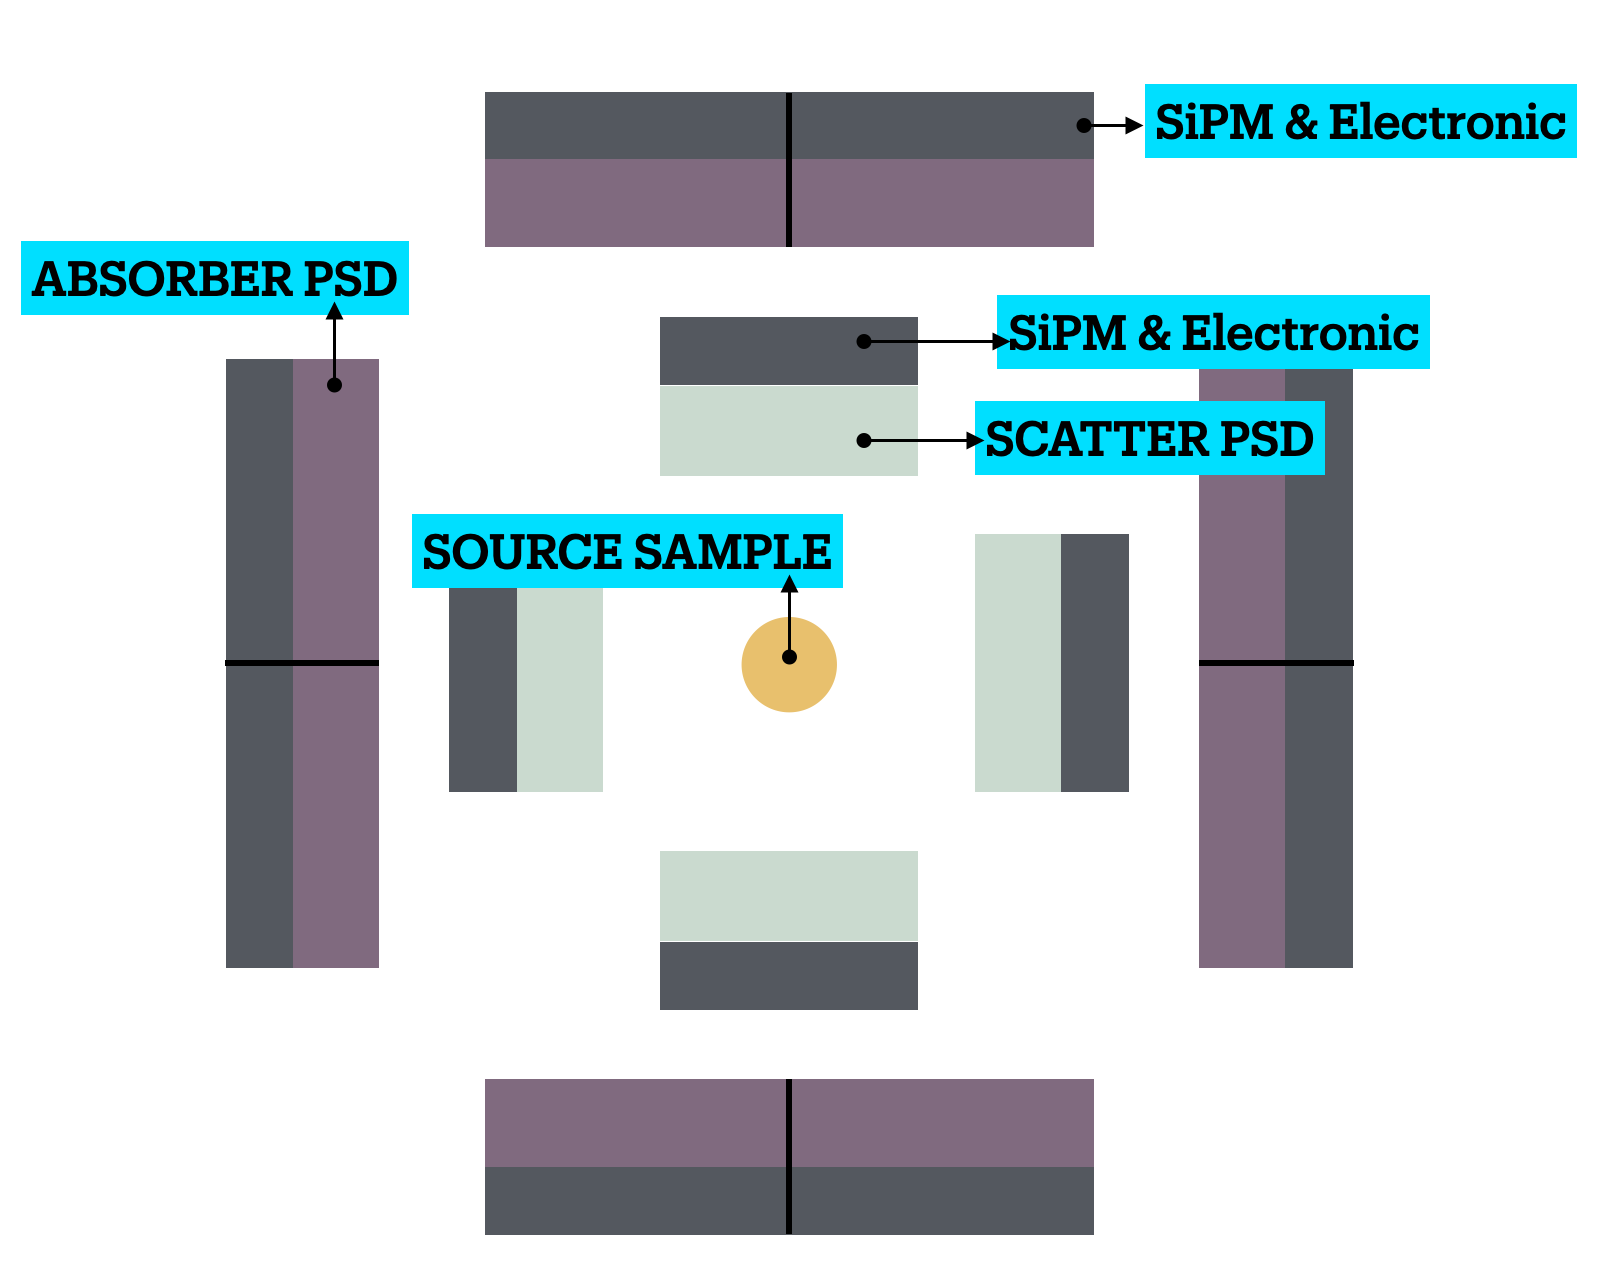 SiPM & Electronic
ABSORBER PSD
SiPM & Electronic
SCATTER PSD
SOURCE SAMPLE